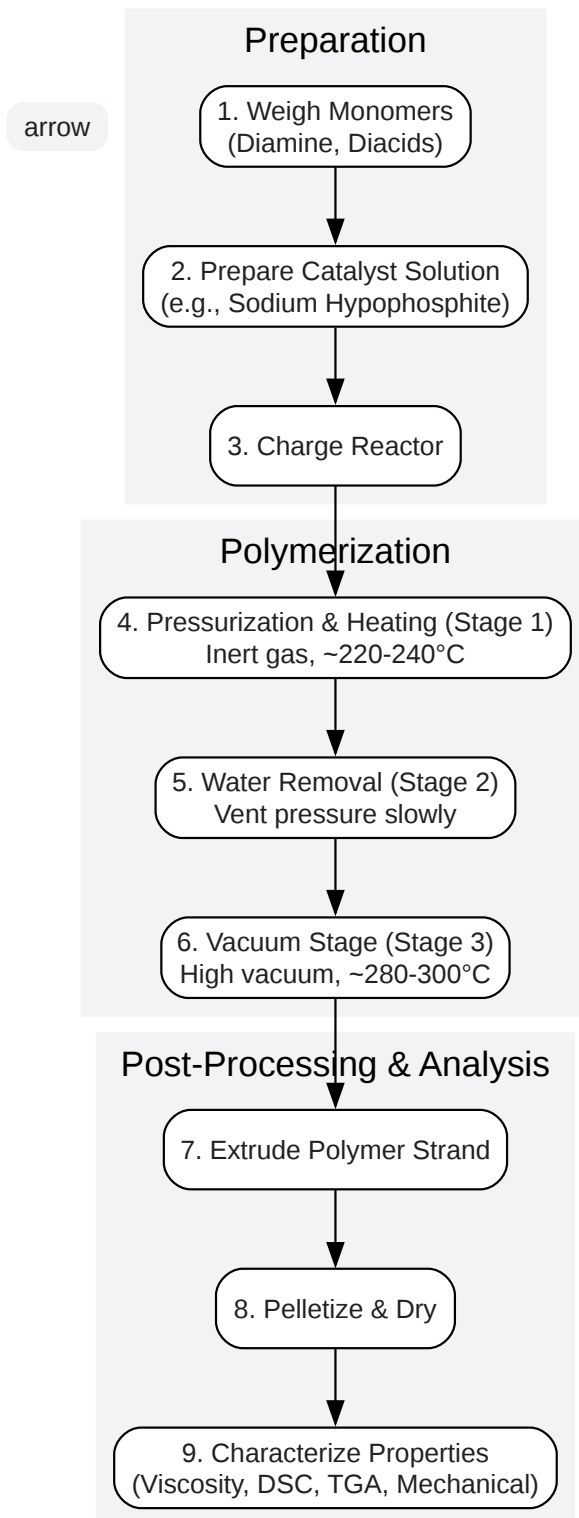 Preparation
arrow
1. Weigh Monomers
(Diamine, Diacids)
2. Prepare Catalyst Solution
(e.g., Sodium Hypophosphite)
3. Charge Reactor
Polymerization
4. Pressurization & Heating (Stage 1)
Inert gas, ~220-240°C
5. Water Removal (Stage 2)
Vent pressure slowly
6. Vacuum Stage (Stage 3)
High vacuum, ~280-300°C
Post-Processing & Analysis
7. Extrude Polymer Strand
8. Pelletize & Dry
9. Characterize Properties
(Viscosity, DSC, TGA, Mechanical)